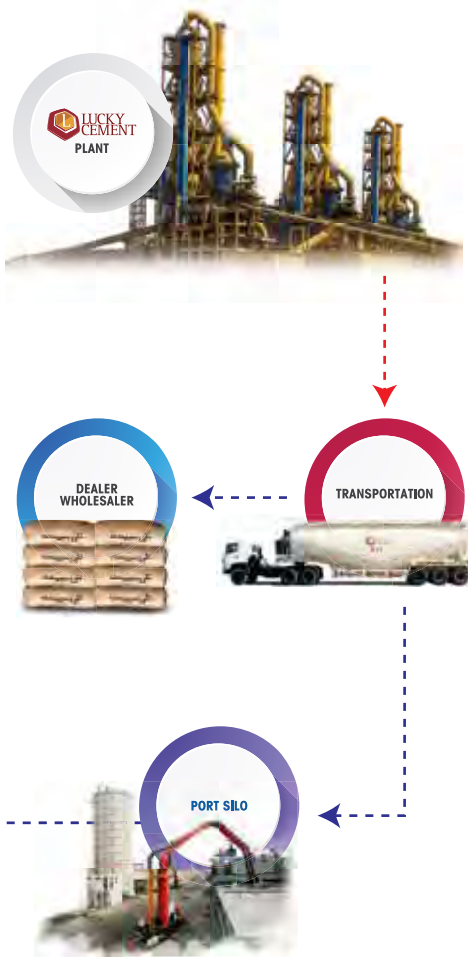 LUCKY
CEMENT
PLANT
DEALER
WHOLESALER
TRANSPORTATION
PORT SILO